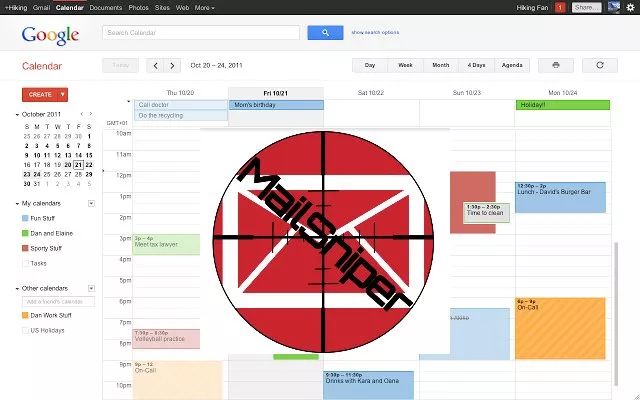 +Hiking Gmail Calendar Documents Photos Sites Web More
Hiking Fan 1 Share...
Google
Search Calendar
show search options
Calendar
Today
Oct 20 – 24, 2011
Day Week Month 4 Days Agenda
CREATE
October 2011
S M T W T F S
25 26 27 28 29 30 1
2 3 4 5 6 7 8
9 10 11 12 13 14 15
16 17 18 19 20 21 22
23 24 25 26 27 28 29
30 31 1 2 3 4 5
My calendars
Fun Stuff
Dan and Elaine
Sporty Stuff
Tasks
Other calendars
Add a friend's calendar
Dan Work Stuff
US Holidays
Thu 10/20 Fri 10/21 Sat 10/22 Sun 10/23 Mon 10/24
GMT+01
Call doctor
Mom's birthday
Holiday!!
Do the recycling
10am
11am
12pm
1pm
2pm
3pm
4pm
5pm
6pm
7pm
8pm
9pm
10pm
3p – 4p
Meet tax lawyer
7:30p – 8:30p
Volleyball practice
9p – 12
On-Call
MailSniper
9:30p – 11:30p
Drinks with Kara and Oana
1:30p – 2:30p
Time to clean
12:30p – 2p
Lunch - David's Burger Bar
6p – 9p
On-Call